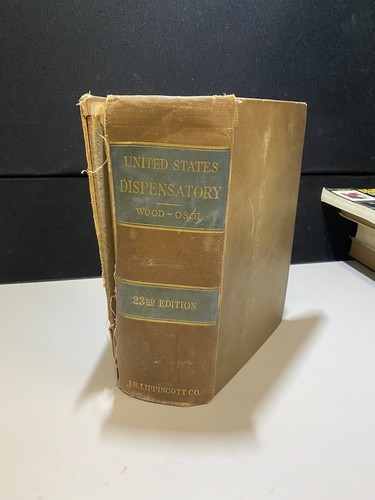 UNITED STATES
DISPENSATORY
WOOD-OSOL
23RD EDITION
J.B. LIPPINCOTT CO.